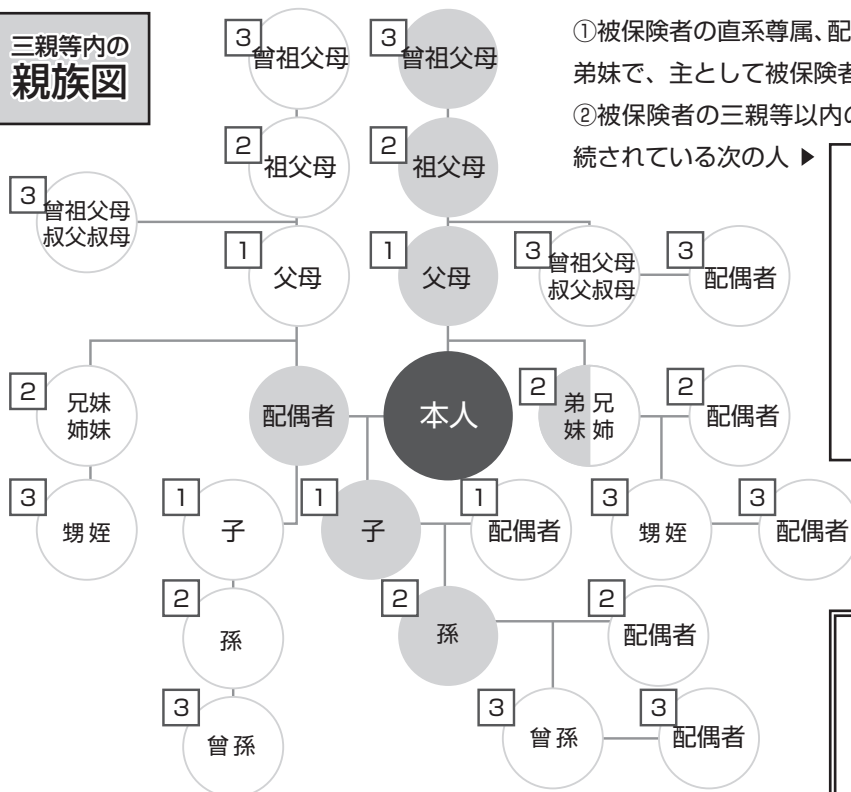 三親等内の
親族図
①被保険者の直系尊属、配
弟妹で、主として被保険者
②被保険者の三親等以内の
続されている次の人 ▶
3
曾祖父母
3
曾祖父母
2
祖父母
2
祖父母
3
曾祖父母
叔父叔母
1
父母
1
父母
3
曾祖父母
叔父叔母
3
配偶者
2
兄妹
姉妹
配偶者
本人
2
弟 兄
妹 姉
2
配偶者
3
甥姪
1
子
1
子
1
配偶者
3
甥姪
3
配偶者
2
孫
2
孫
2
配偶者
3
曾孫
3
曾孫
3
配偶者